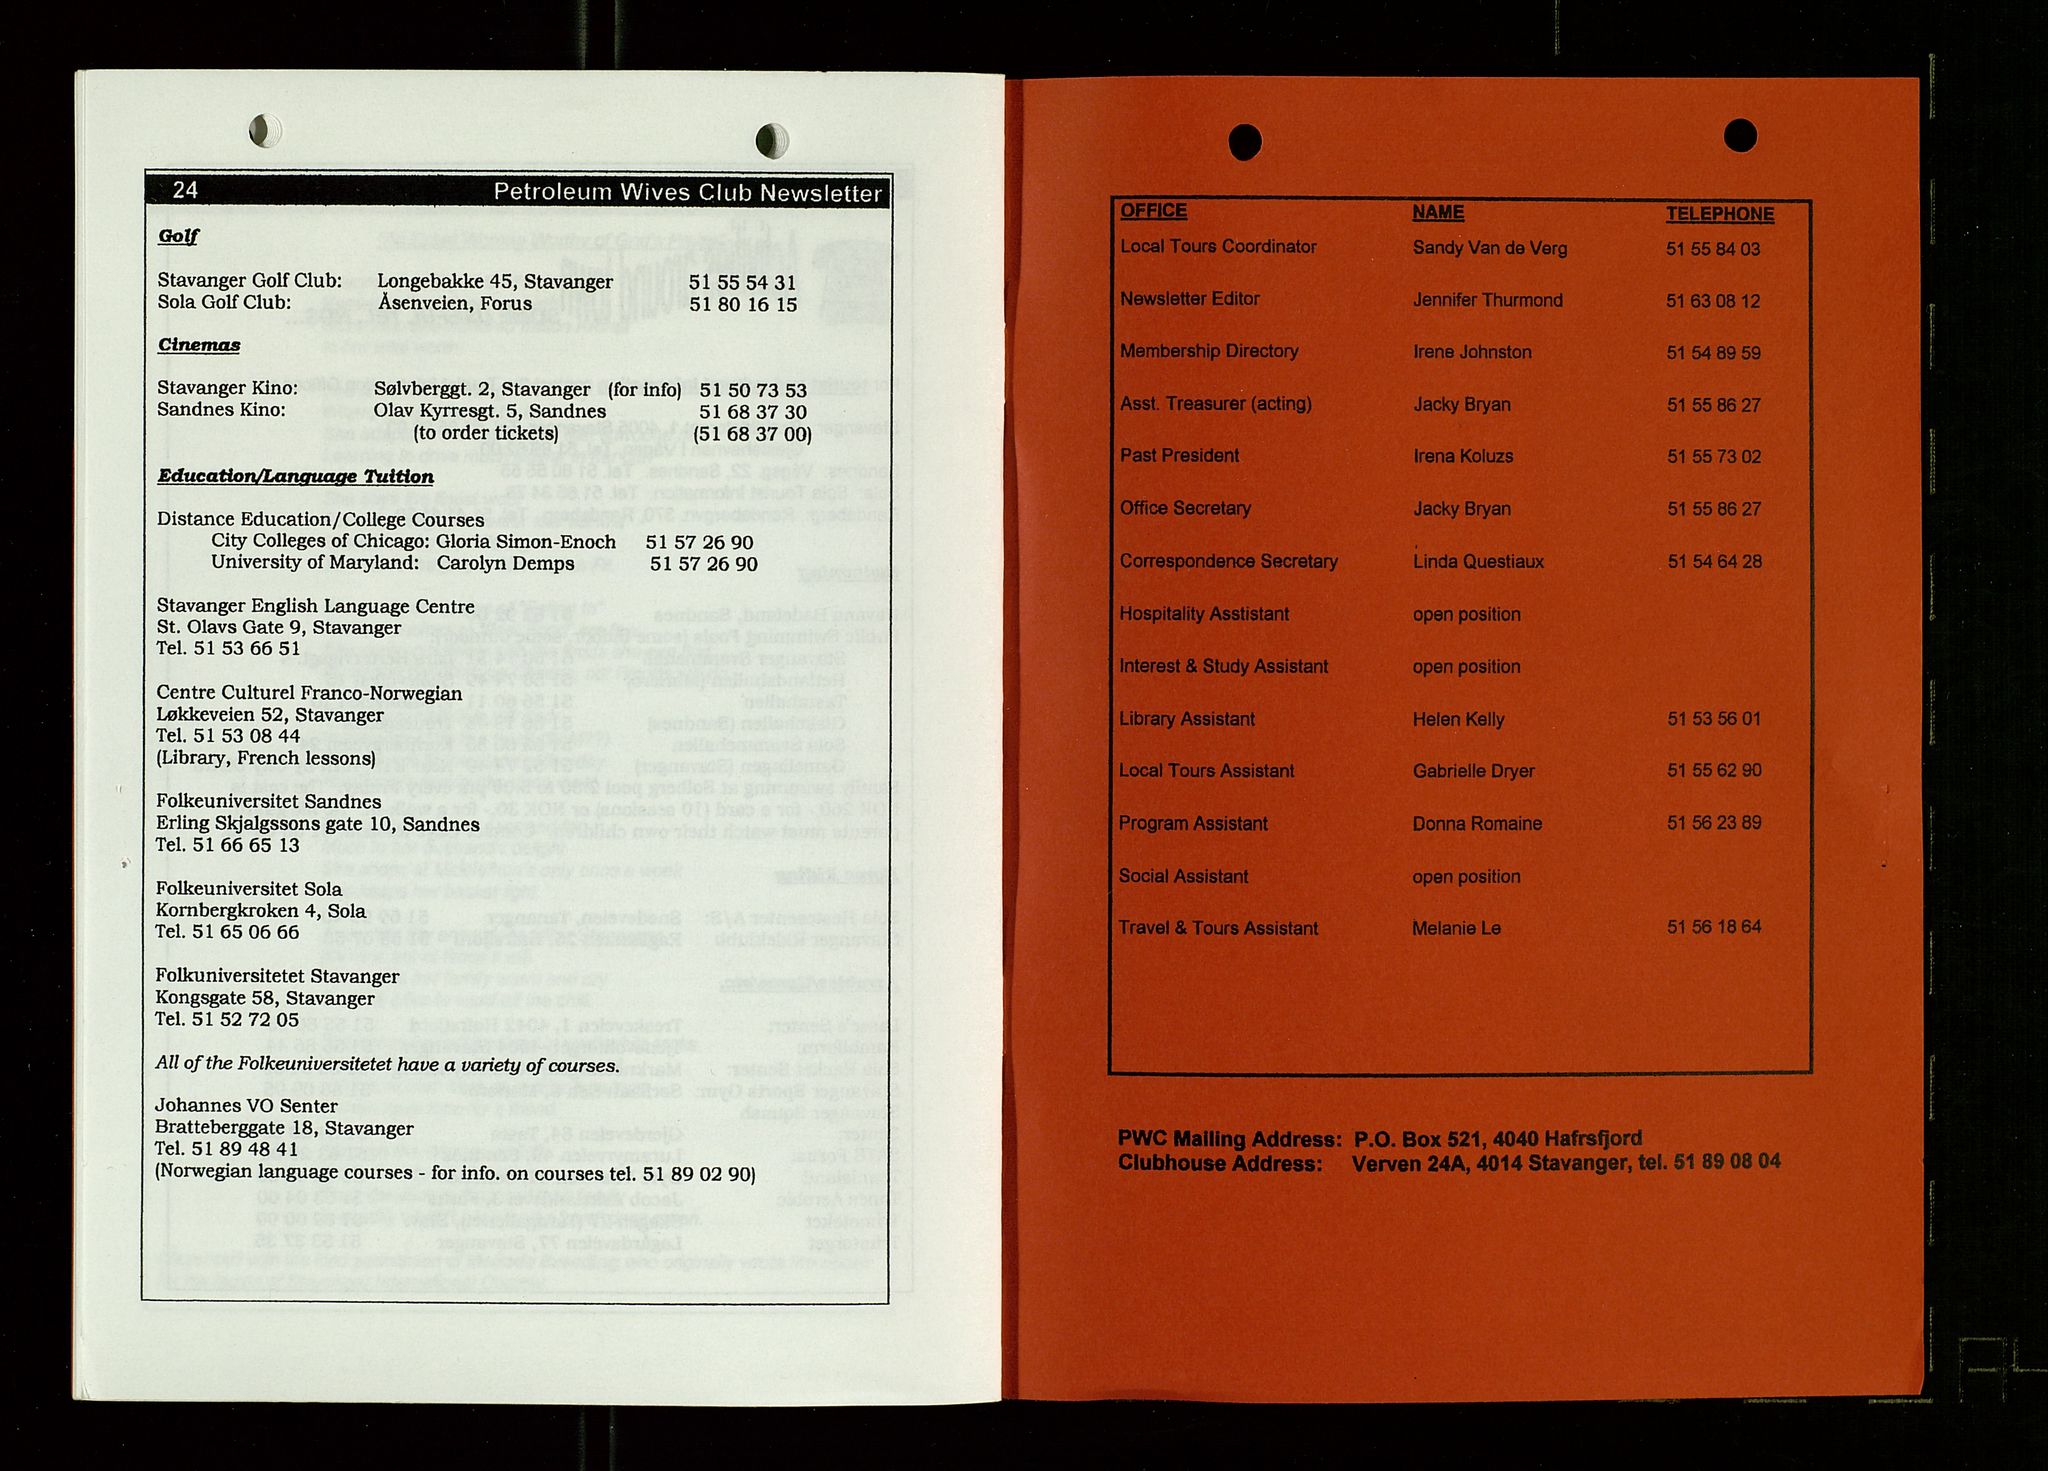 24 Petroleum Wives Club Newsletter
Golf
Stavanger Golf Club: Longebakke 45, Stavanger 51 55 54 31
Sola Golf Club: Åsenveien, Forus 51 80 16 15
Cinemas
Stavanger Kino: Sølvberggt. 2, Stavanger (for info) 51 50 73 53
Sandnes Kino: Olav Kyrresgt. 5, Sandnes 51 68 37 30
(to order tickets) (51 68 37 00)
Education/Language Tuition
Distance Education/College Courses
City Colleges of Chicago: Gloria Simon-Enoch 51 57 26 90
University of Maryland: Carolyn Demps 51 57 26 90
Stavanger English Language Centre
St. Olavs Gate 9, Stavanger
Tel. 51 53 66 51
Centre Culturel Franco-Norwegian
Løkkeveien 52, Stavanger
Tel. 51 53 08 44
(Library, French lessons)
Folkeuniversitet Sandnes
Erling Skjalgssons gate 10, Sandnes
Tel. 51 66 65 13
Folkeuniversitet Sola
Kornbergkroken 4, Sola
Tel. 51 65 06 66
Folkuniversitetet Stavanger
Kongsgate 58, Stavanger
Tel. 51 52 72 05
All of the Folkeuniversitetet have a variety of courses.
Johannes VO Senter
Bratteberggate 18, Stavanger
Tel. 51 89 48 41
(Norwegian language courses - for info. on courses tel. 51 89 02 90)
OFFICE NAME TELEPHONE
Local Tours Coordinator Sandy Van de Verg 51 55 84 03
Newsletter Editor Jennifer Thurmond 51 63 08 12
Membership Directory Irene Johnston 51 54 89 59
Asst. Treasurer (acting) Jacky Bryan 51 55 86 27
Past President Irena Koluzs 51 55 73 02
Office Secretary Jacky Bryan 51 55 86 27
Correspondence Secretary Linda Questiaux 51 54 64 28
Hospitality Asstistant open position
Interest & Study Assistant open position
Library Assistant Helen Kelly 51 53 56 01
Local Tours Assistant Gabrielle Dryer 51 55 62 90
Program Assistant Donna Romaine 51 56 23 89
Social Assistant open position
Travel & Tours Assistant Melanie Le 51 56 18 64
PWC Mailing Address: P.O. Box 521, 4040 Hafrsfjord
Clubhouse Address: Verven 24A, 4014 Stavanger, tel. 51 89 08 04